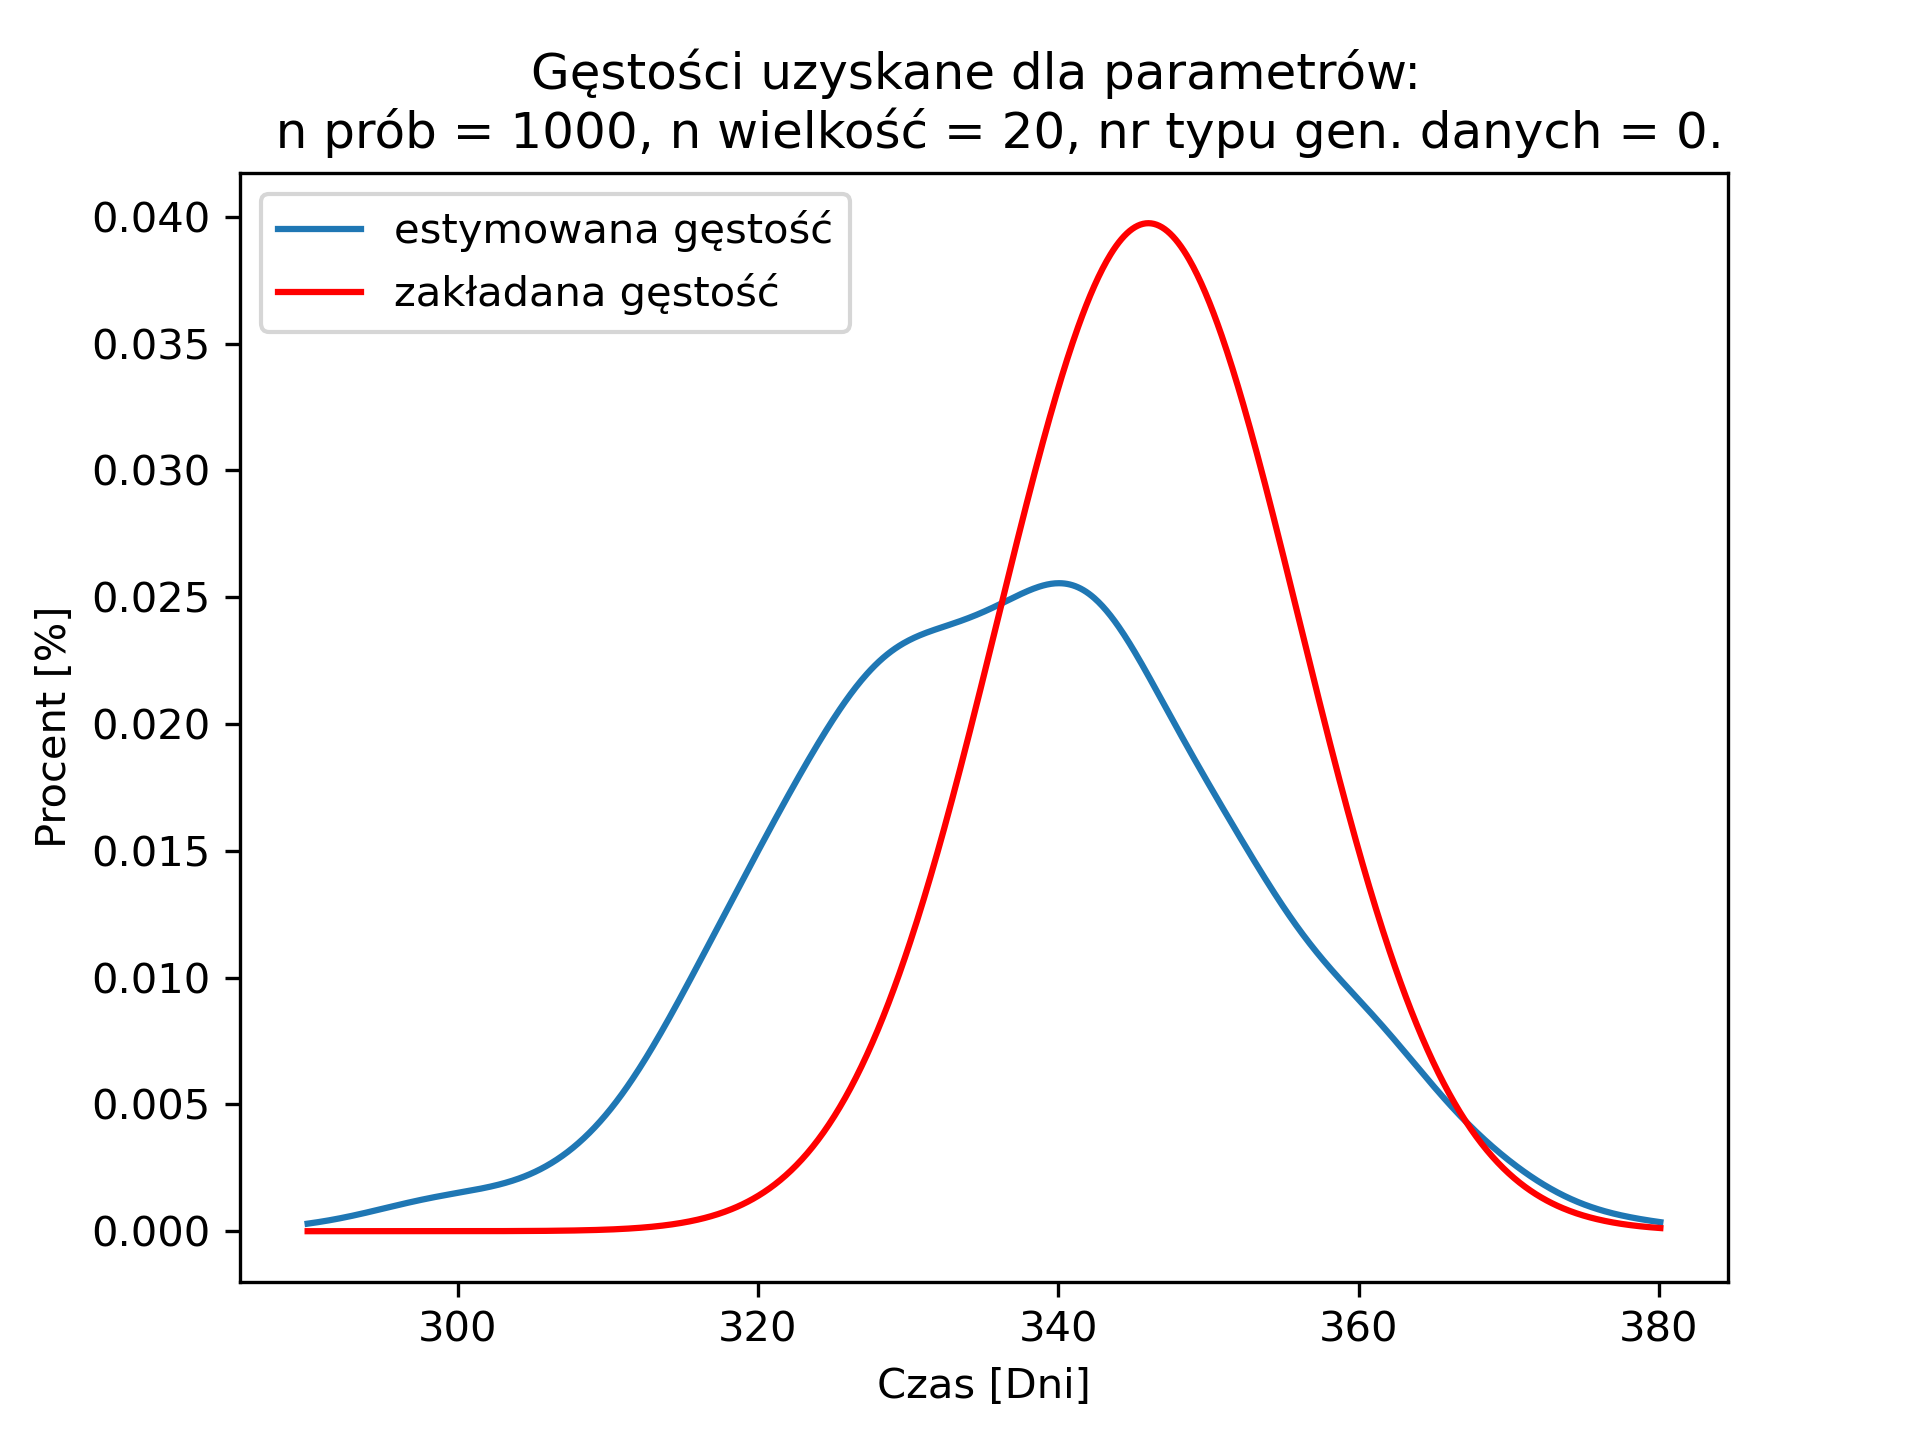 Gęstości uzyskane dla parametrów:
n prób = 1000, n wielkość = 20, nr typu gen. danych = 0.
estymowana gęstość
zakładana gęstość
0.040
0.035
0.030
0.025
0.020
0.015
0.010
0.005
0.000
Procent [%]
300 320 340 360 380
Czas [Dni]